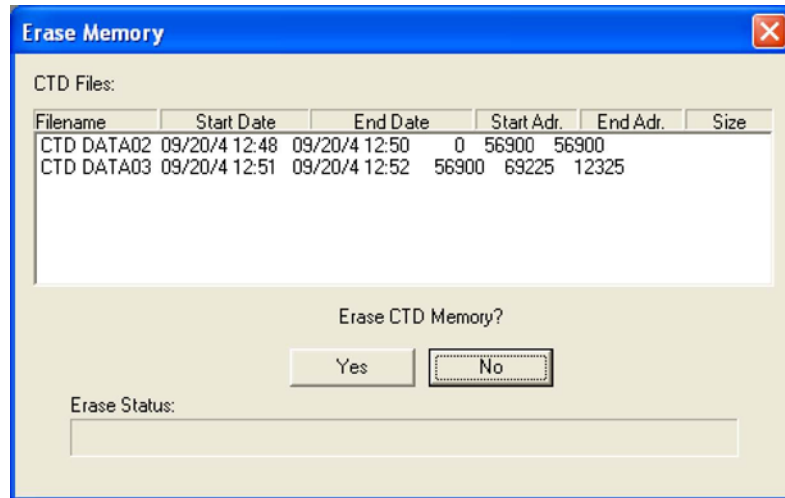 Erase Memory
CTD Files:
Filename Start Date End Date Start Adr. End Adr. Size
CTD DATA02 09/20/4 12:48 09/20/4 12:50 0 56900 56900
CTD DATA03 09/20/4 12:51 09/20/4 12:52 56900 69225 12325
Erase CTD Memory?
Yes No
Erase Status: